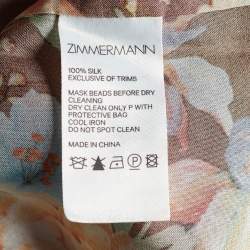 ZIMMERMANN
100% SILK
EXCLUSIVE OF TRIMS
MASK BEADS BEFORE DRY
CLEANING
DRY CLEAN ONLY P WITH
PROTECTIVE BAG
COOL IRON
DO NOT SPOT CLEAN
MADE IN CHINA